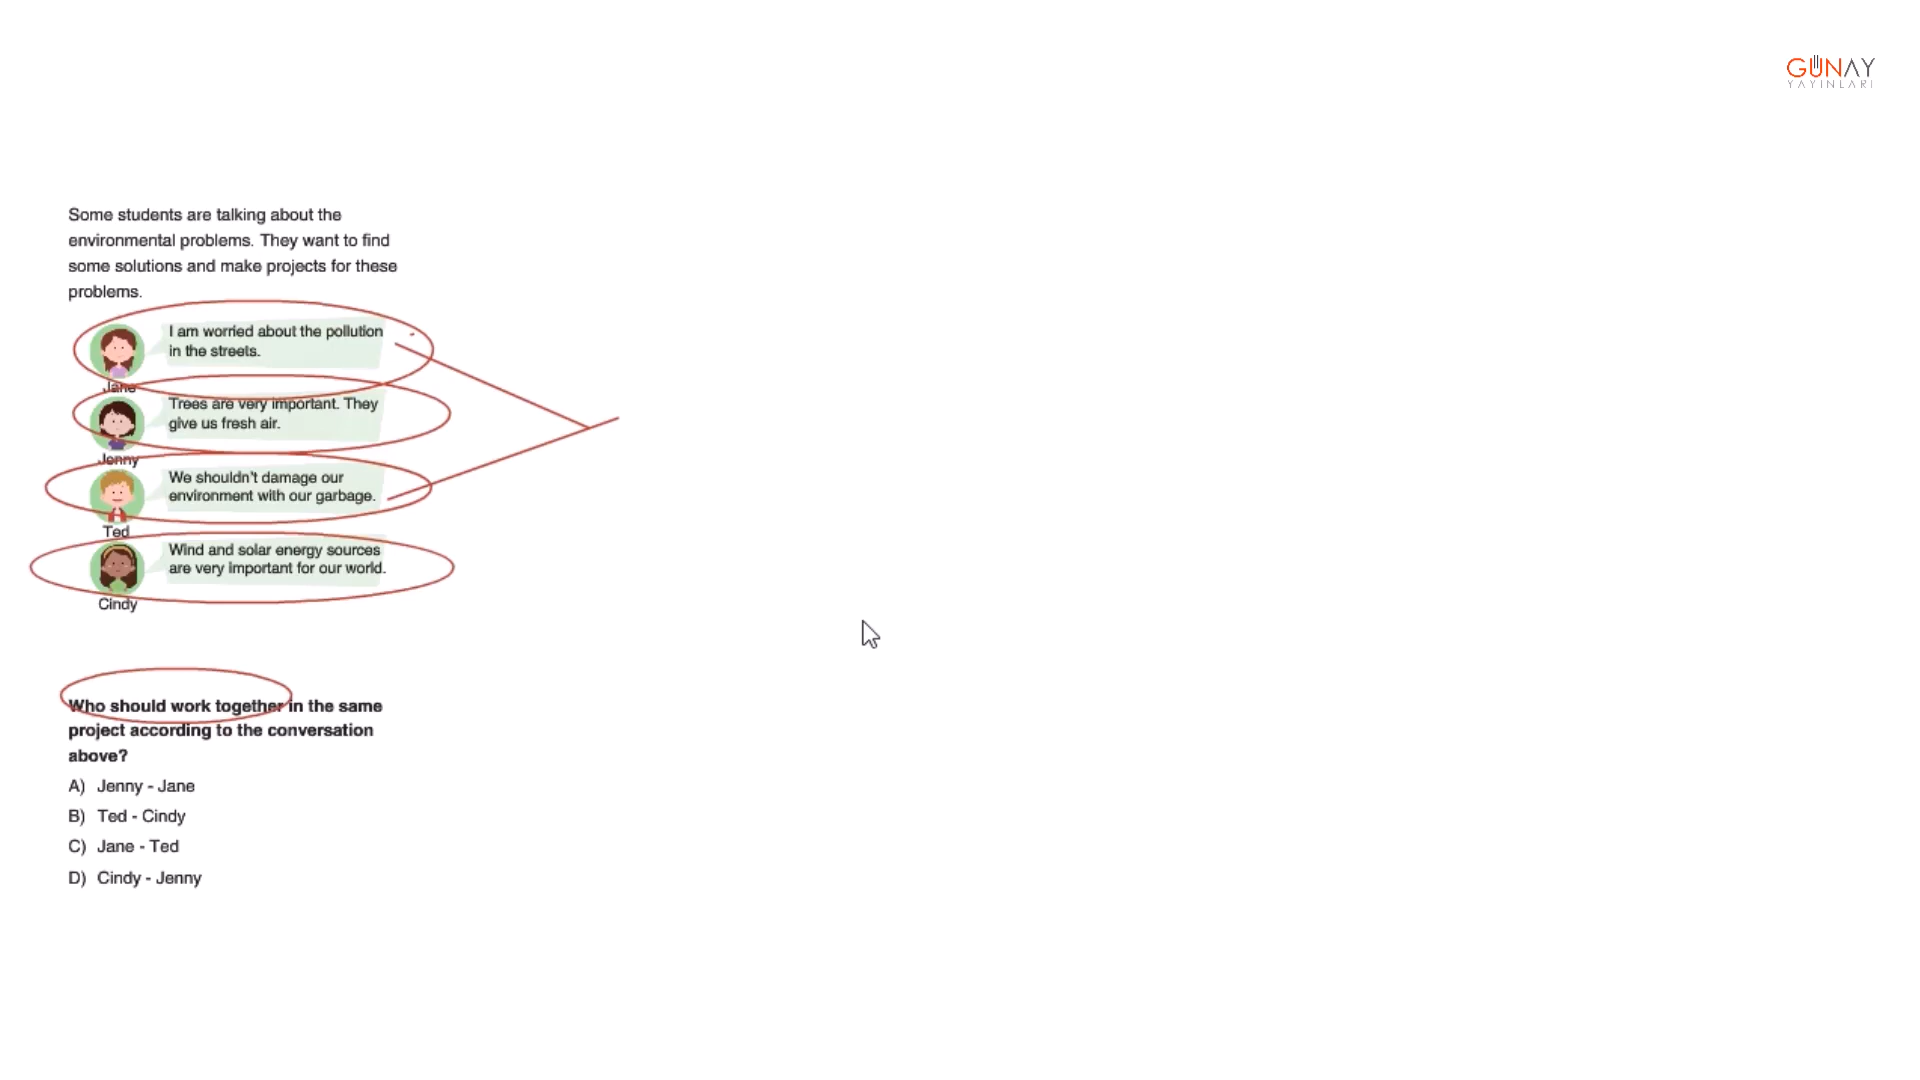 GÜNAY
YAYINLARI
Some students are talking about the
environmental problems. They want to find
some solutions and make projects for these
problems.
I am worried about the pollution
in the streets.
Jane
Trees are very important. They
give us fresh air.
Jenny
We shouldn't damage our
environment with our garbage.
Ted
Wind and solar energy sources
are very important for our world.
Cindy
Who should work together in the same
project according to the conversation
above?
A) Jenny - Jane
B) Ted - Cindy
C) Jane - Ted
D) Cindy - Jenny